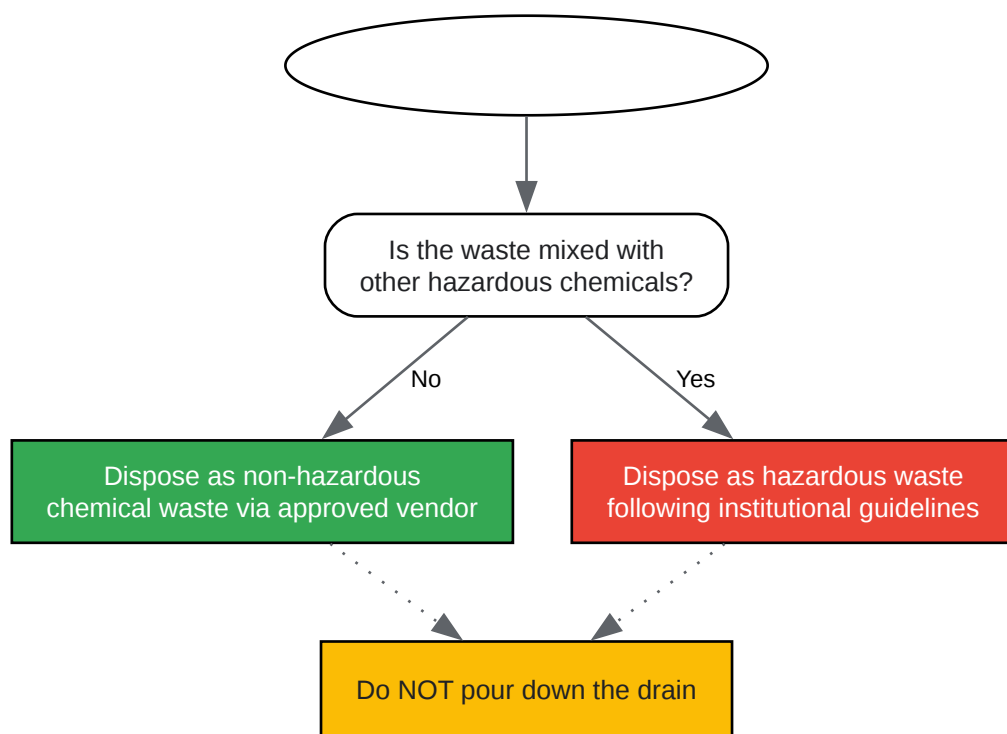 Is the waste mixed with
other hazardous chemicals?
No
Yes
Dispose as non-hazardous
chemical waste via approved vendor
Dispose as hazardous waste
following institutional guidelines
Do NOT pour down the drain